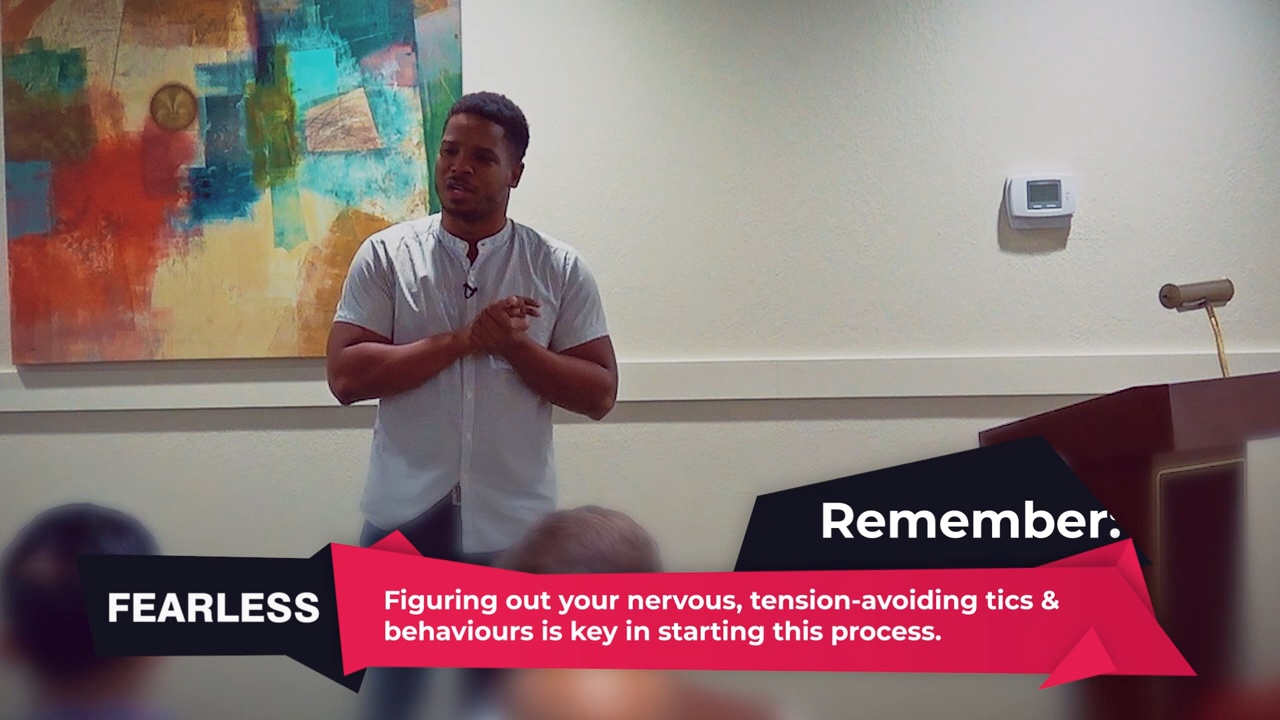 Remember:
FEARLESS
Figuring out your nervous, tension-avoiding tics &
behaviours is key in starting this process.